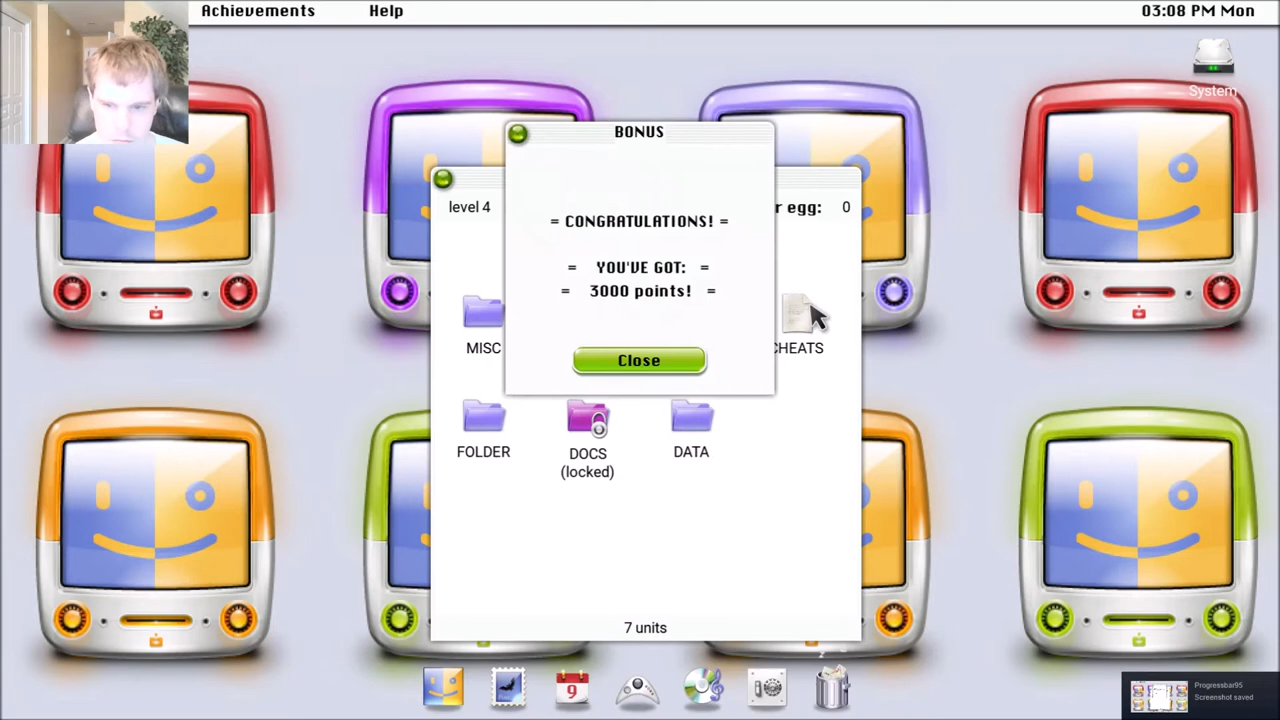 Achievements Help 03:08 PM Mon
System
BONUS
level 4 r egg: 0
= CONGRATULATIONS! =
= YOU'VE GOT: =
= 3000 points! =
MISC CHEATS
Close
FOLDER DOCS DATA
(locked)
7 units
9
Progressbar95
Screenshot saved